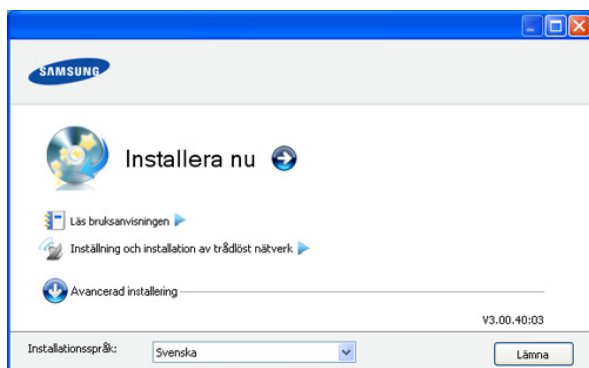 SAMSUNG
Installera nu
Läs bruksanvisningen
Inställning och installation av trådlöst nätverk
Avancerad installering
V3.00.40:03
Installationsspråk:
Svenska
Lämna